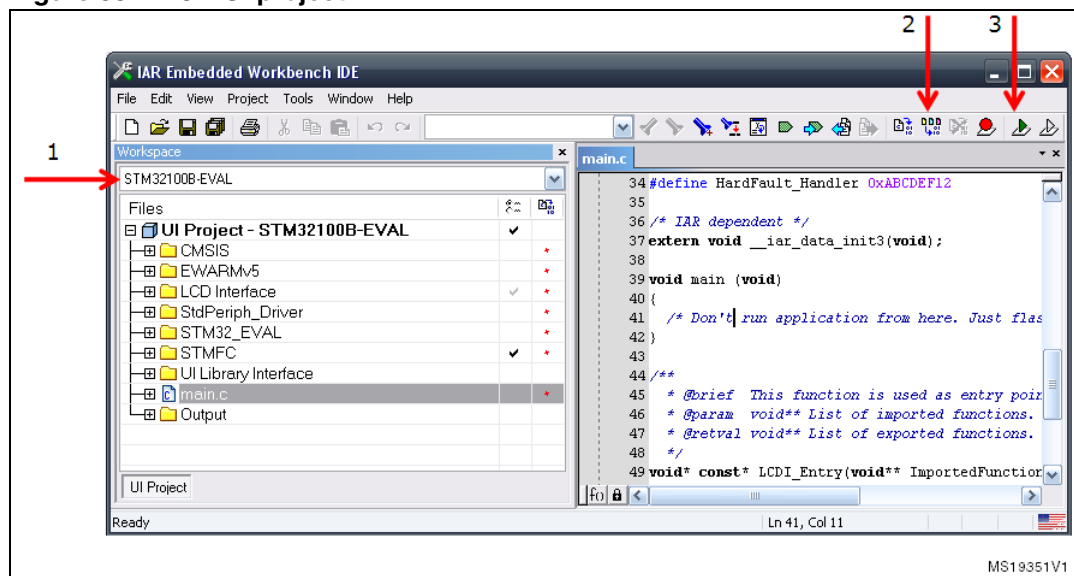 2
3
IAR Embedded Workbench IDE
File Edit View Project Tools Window Help
1
Workspace
main.c
STM32100B-EVAL
Files
UI Project - STM32100B-EVAL
CMSIS
EWARMv5
LCD Interface
StdPeriph_Driver
STM32_EVAL
STMFC
UI Library Interface
main.c
Output
UI Project
34 #define HardFault_Handler 0xABCDEF12
35
36 /* IAR dependent */
37 extern void __iar_data_init3(void);
38
39 void main (void)
40 {
41 /* Don't run application from here. Just flas
42 }
43
44 /**
45 * @brief This function is used as entry poin
46 * @param void** List of imported functions.
47 * @retval void** List of exported functions.
48 */
49 void* const* LCDI_Entry(void** ImportedFunction
f()
Ready
Ln 41, Col 11
MS19351V1